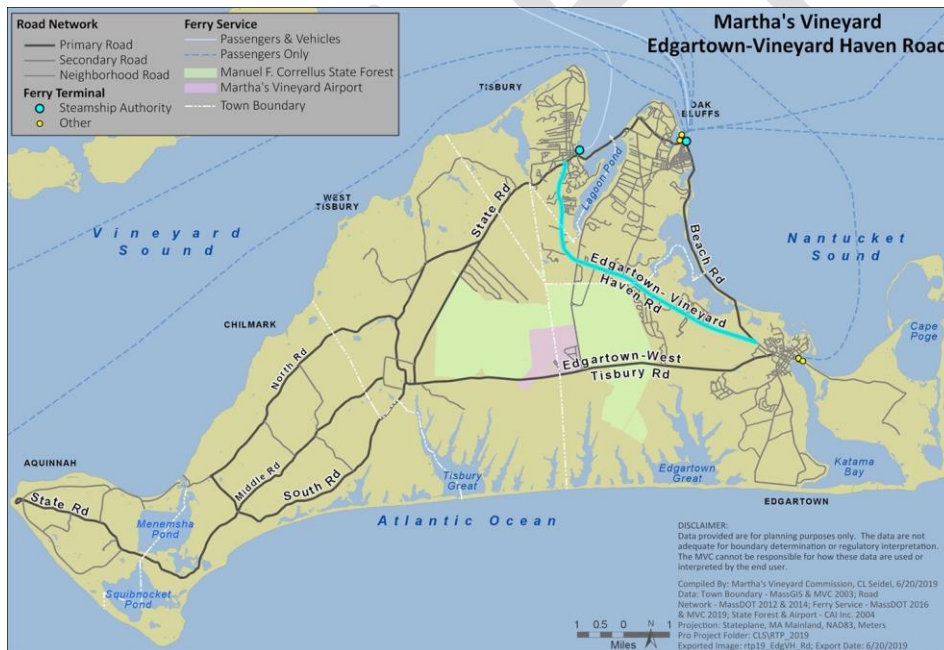 Martha's Vineyard
Edgartown-Vineyard Haven Road
Road Network
Primary Road
Secondary Road
Neighborhood Road
Ferry Terminal
Steamship Authority
Other
Ferry Service
Passengers & Vehicles
Passengers Only
Manuel F. Correllus State Forest
Martha's Vineyard Airport
Town Boundary
TISBURY
OAK
BLUFFS
Lagoon Pond
WEST
TISBURY
State Rd
Vineyard
Sound
Beach Rd
Nantucket
Sound
Edgartown- Vineyard
Haven Rd
CHILMARK
Cape
Poge
North Rd
Edgartown-West
Tisbury Rd
AQUINNAH
Middle Rd
South Rd
Tisbury
Great
Edgartown
Great
Katama
Bay
State Rd
Menemsha
Pond
EDGARTOWN
Atlantic Ocean
Squibnocket
Pond
DISCLAIMER:
Data provided are for planning purposes only. The data are not
adequate for boundary determination or regulatory interpretation.
The MVC cannot be responsible for how these data are used or
interpreted by the end user.
Compiled By: Martha's Vineyard Commission, CL Seidel, 6/20/2019
Data: Town Boundary - MassGIS & MVC 2003; Road
Network - MassDOT 2012 & 2014; Ferry Service - MassDOT 2016
& MVC 2019; State Forest & Airport - CAI Inc. 2004
Projection: Stateplane, MA Mainland, NAD83, Meters
Pro Project Folder: CLS\RTP_2019
Exported Image: rtp19_EdgVH_Rd; Export Date: 6/20/2019
1 0 N 1
Miles